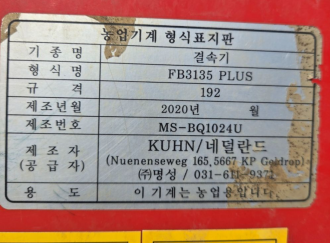 농업기계 형식표지판
기 종 명 결속기
형 식 명 FB3135 PLUS
규 격 192
제조년월 2020년 월
제조번호 MS-BQ1024U
제 조 자 KUHN/네덜란드
(공 급 자) (Nuenenseweg 165,5667 KP Geldrop)
(주)명성 / 031-611-9371
용 도 이 기계는 농업용입니다.